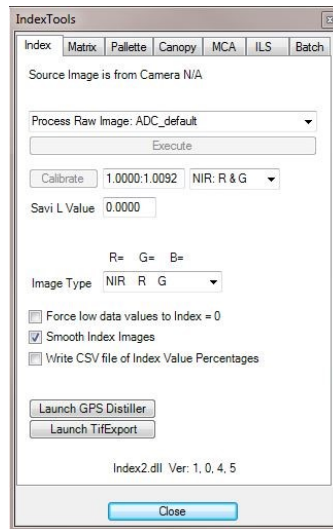 IndexTools
Index Matrix Pallette Canopy MCA ILS Batch
Source Image is from Camera N/A
Process Raw Image: ADC_default
Execute
Calibrate 1.0000:1.0092 NIR: R & G
Savi L Value 0.0000
R= G= B=
Image Type NIR R G
Force low data values to Index = 0
Smooth Index Images
Write CSV file of Index Value Percentages
Launch GPS Distiller
Launch TifExport
Index2.dll Ver: 1, 0, 4, 5
Close